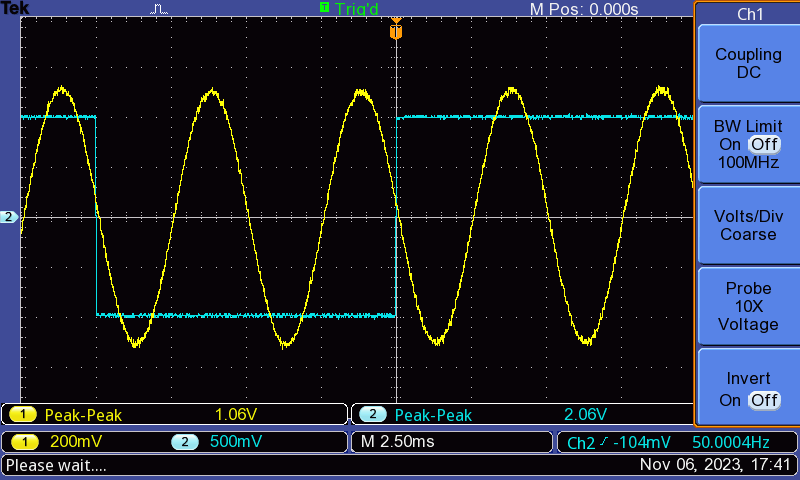 Tek T Trig'd M Pos: 0.000s
T
2
Ch1
Coupling
DC
BW Limit
On Off
100MHz
Volts/Div
Coarse
Probe
10X
Voltage
Invert
On Off
1 Peak-Peak 1.06V 2 Peak-Peak 2.06V
1 200mV 2 500mV M 2.50ms Ch2 -104mV 50.0004Hz
Please wait.... Nov 06, 2023, 17:41